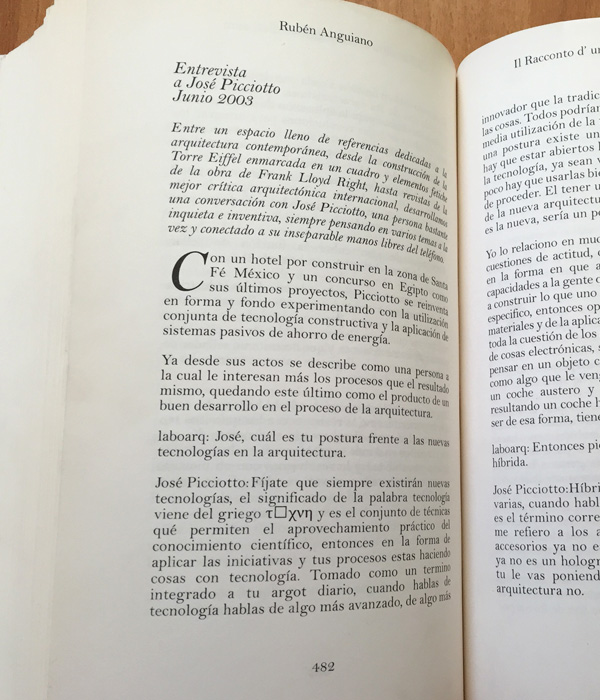 Rubén Anguiano
Entrevista
a José Picciotto
Junio 2003
Entre un espacio lleno de referencias dedicadas a la
arquitectura contemporánea, desde la construcción de la
Torre Eiffel enmarcada en un cuadro y elementos fetiche
de la obra de Frank Lloyd Right, hasta revistas de la
mejor crítica arquitectónica internacional, desarrollamos
una conversación con José Picciotto, una persona bastante
inquieta e inventiva, siempre pensando en varios temas a la
vez y conectado a su inseparable manos libres del teléfono.
Con un hotel por construir en la zona de Santa
Fé México y un concurso en Egipto como
sus últimos proyectos, Picciotto se reinventa
en forma y fondo experimentando con la utilización
conjunta de tecnología constructiva y la aplicación de
sistemas pasivos de ahorro de energía.
Ya desde sus actos se describe como una persona a
la cual le interesan más los procesos que el resultado
mismo, quedando este último como el producto de un
buen desarrollo en el proceso de la arquitectura.
laboarq: José, cuál es tu postura frente a las nuevas
tecnologías en la arquitectura.
José Picciotto: Fíjate que siempre existirán nuevas
tecnologías, el significado de la palabra tecnología
viene del griego τ□χνη y es el conjunto de técnicas
qué permiten el aprovechamiento práctico del
conocimiento científico, entonces en la forma de
aplicar las iniciativas y tus procesos estas haciendo
cosas con tecnología. Tomado como un termino
integrado a tu argot diario, cuando hablas de
tecnología hablas de algo más avanzado, de algo más
482
Il Racconto d' un
innovador que la tradic
las cosas. Todos podrían
media utilización de la
una postura existe un
hay que estar abiertos
la tecnología, ya sean v
poco hay que usarlas bie
de proceder. El tener u
de la nueva arquitectu
es la nueva, sería un pe
Yo lo relaciono en muc
cuestiones de actitud, c
en la forma en que a
capacidades a la gente c
a construir lo que uno
especifico, entonces op
materiales y de la aplica
toda la cuestión de los
de cosas electrónicas, s
pensar en un objeto c
como algo que le veng
un coche austero y
resultando un coche h
ser de esa forma, tiene
laboarq: Entonces pie
híbrida.
José Picciotto:Híbri
varias, cuando habl
es el término corre
me refiero a los a
accesorios ya no e
ya no es un hologr
tu le vas poniend
arquitectura no.